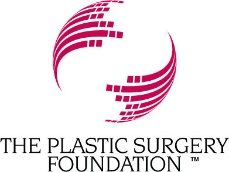 THE PLASTIC SURGERY
FOUNDATION ™